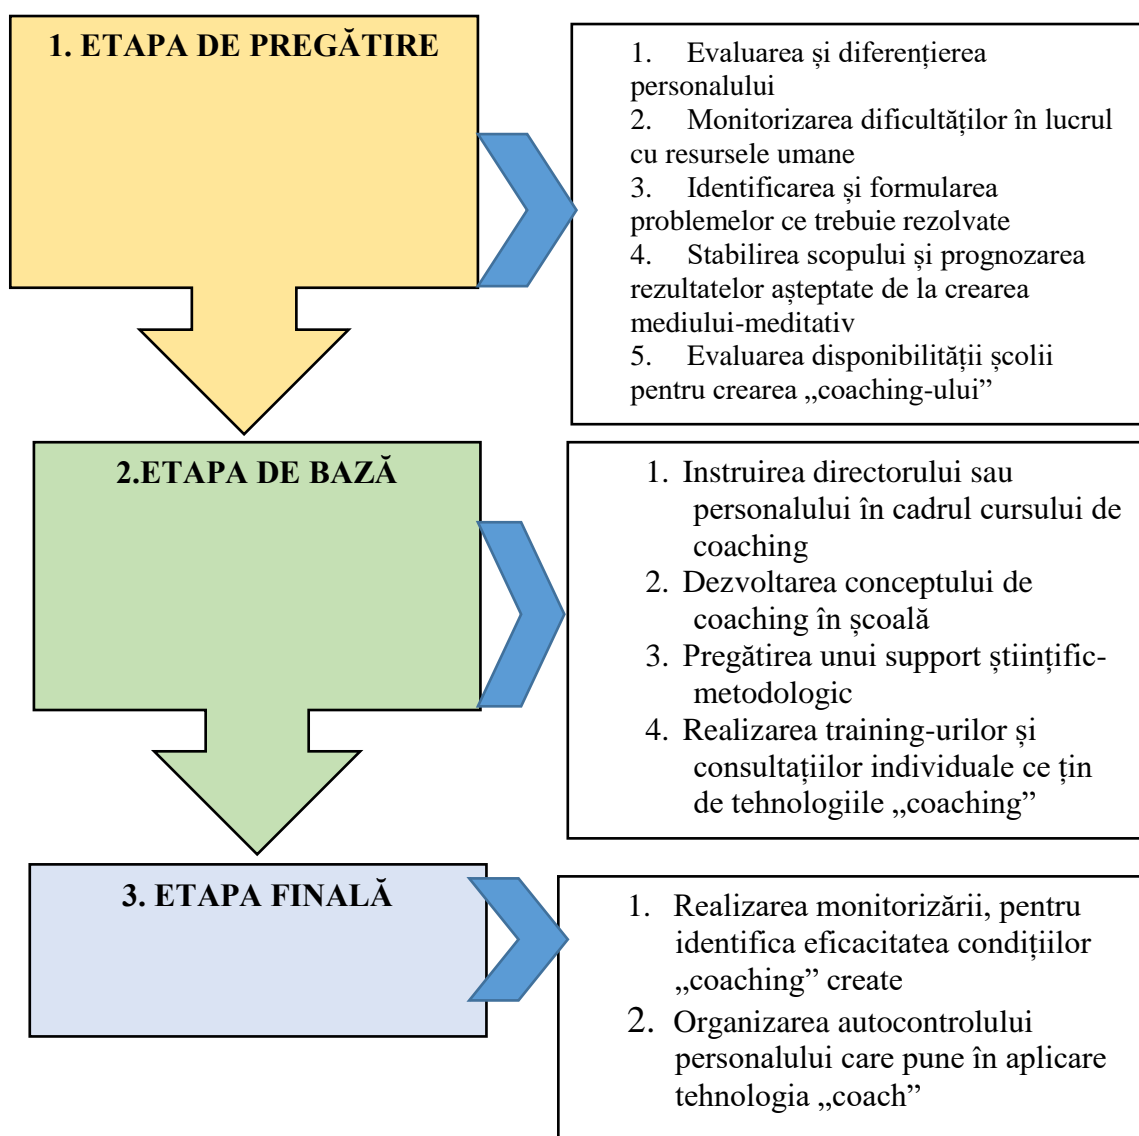 1. ETAPA DE PREGĂTIRE
1. Evaluarea și diferențierea
personalului
2. Monitorizarea dificultăților în lucrul
cu resursele umane
3. Identificarea și formularea
problemelor ce trebuie rezolvate
4. Stabilirea scopului și prognozarea
rezultatelor așteptate de la crearea
mediului-meditativ
5. Evaluarea disponibilității școlii
pentru crearea „coaching-ului”
2.ETAPA DE BAZĂ
1. Instruirea directorului sau
personalului în cadrul cursului de
coaching
2. Dezvoltarea conceptului de
coaching în școală
3. Pregătirea unui support științific-
metodologic
4. Realizarea training-urilor și
consultațiilor individuale ce țin
de tehnologiile „coaching”
3. ETAPA FINALĂ
1. Realizarea monitorizării, pentru
identifica eficacitatea condițiilor
„coaching” create
2. Organizarea autocontrolului
personalului care pune în aplicare
tehnologia „coach”